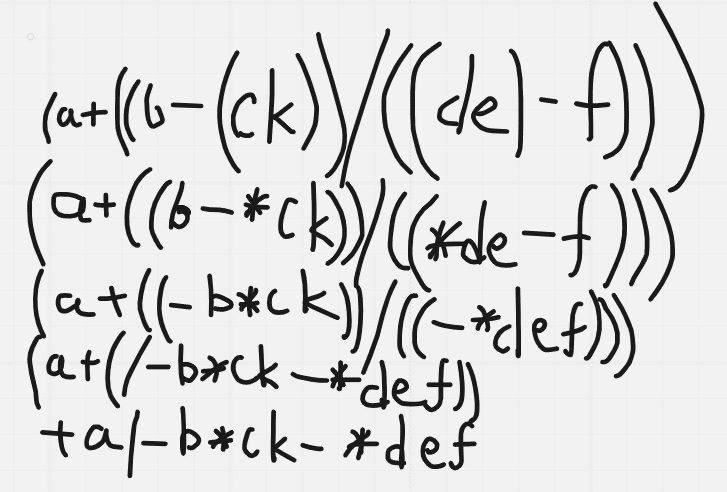 (a+((b-(ck))/((de)-f)))
(a+((b-*ck))/((*de-f)))
(a+((-b*ck))/((-*def)))
(a+(/-b*ck-*def))
+a/-b*ck-*def